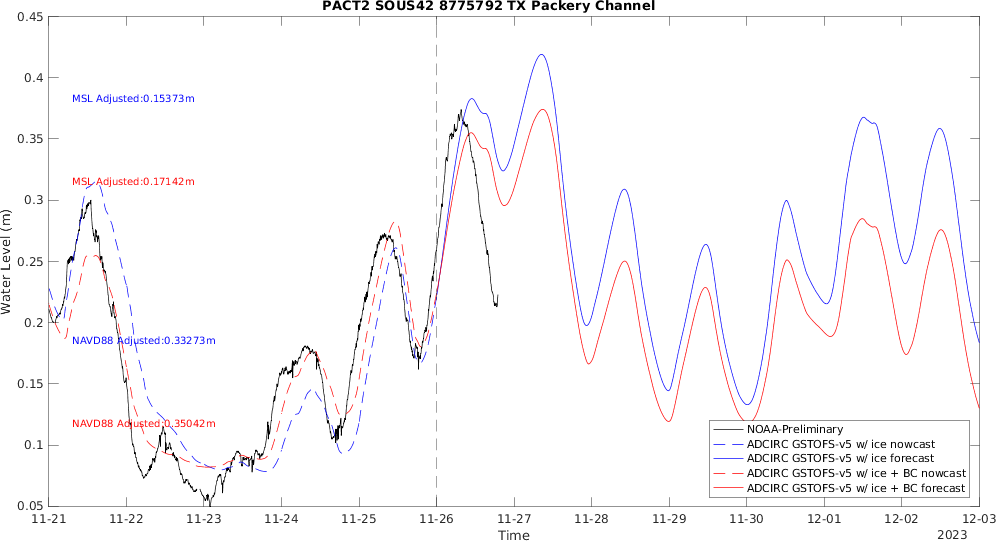 PACT2 SOUS42 8775792 TX Packery Channel
0.45
0.4
0.35
0.3
0.25
0.2
0.15
0.1
0.05
Water Level (m)
MSL Adjusted:0.15373m
MSL Adjusted:0.17142m
NAVD88 Adjusted:0.33273m
NAVD88 Adjusted:0.35042m
NOAA-Preliminary
ADCIRC GSTOFS-v5 w/ ice nowcast
ADCIRC GSTOFS-v5 w/ ice forecast
ADCIRC GSTOFS-v5 w/ ice + BC nowcast
ADCIRC GSTOFS-v5 w/ ice + BC forecast
11-21 11-22 11-23 11-24 11-25 11-26 11-27 11-28 11-29 11-30 12-01 12-02 12-03
Time
2023